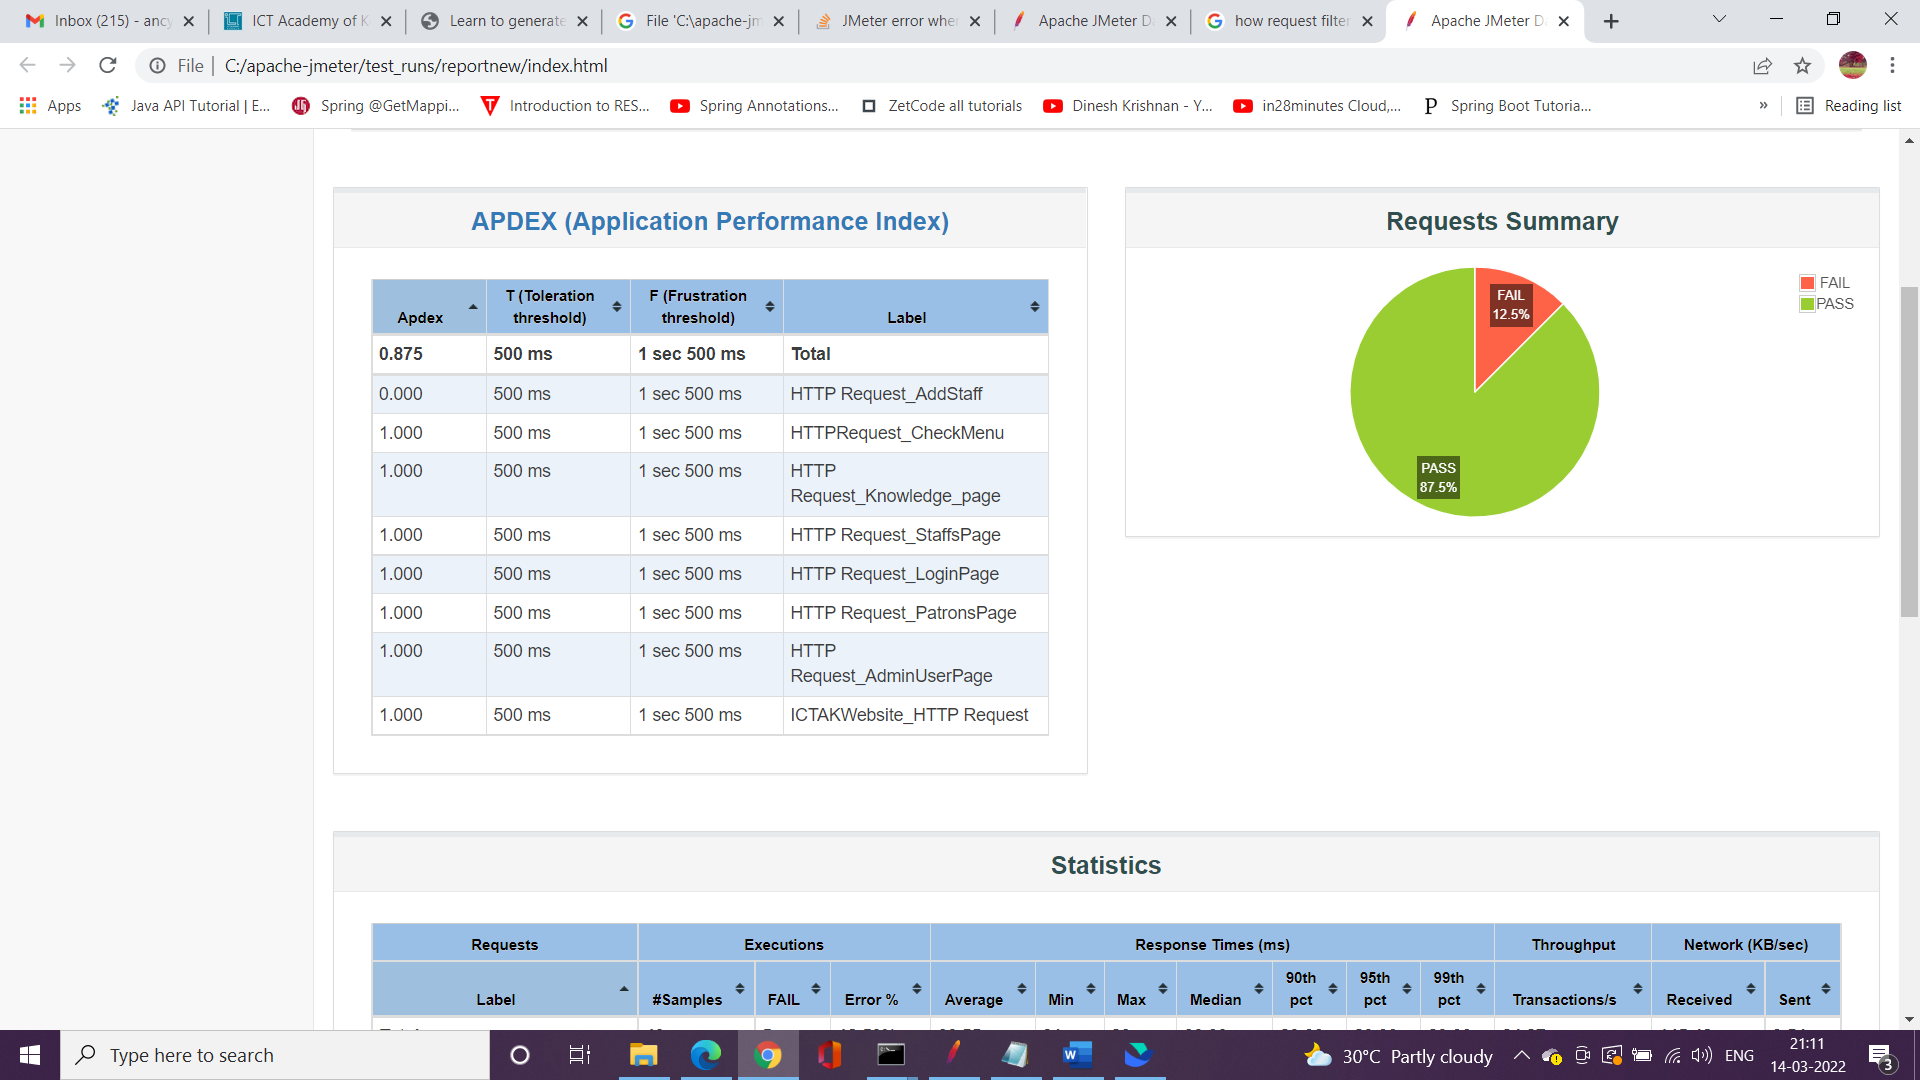 Inbox (215) - ancy
ICT Academy of K
Learn to generate
File 'C:\apache-jm
JMeter error whe
Apache JMeter D
how request filter
Apache JMeter D
File
C:/apache-jmeter/test_runs/reportnew/index.html
Apps
Java API Tutorial | E...
Spring @GetMappi...
Introduction to RES...
Spring Annotations...
ZetCode all tutorials
Dinesh Krishnan - Y...
in28minutes Cloud,...
P Spring Boot Tutoria...
»
Reading list
APDEX (Application Performance Index)
Apdex T (Toleration threshold) F (Frustration threshold) Label
0.875 500 ms 1 sec 500 ms Total
0.000 500 ms 1 sec 500 ms HTTP Request_AddStaff
1.000 500 ms 1 sec 500 ms HTTPRequest_CheckMenu
1.000 500 ms 1 sec 500 ms HTTP
Request_Knowledge_page
1.000 500 ms 1 sec 500 ms HTTP Request_StaffsPage
1.000 500 ms 1 sec 500 ms HTTP Request_LoginPage
1.000 500 ms 1 sec 500 ms HTTP Request_PatronsPage
1.000 500 ms 1 sec 500 ms HTTP
Request_AdminUserPage
1.000 500 ms 1 sec 500 ms ICTAKWebsite_HTTP Request
Requests Summary
FAIL
PASS
FAIL
12.5%
PASS
87.5%
Statistics
Requests Executions Response Times (ms) Throughput Network (KB/sec)
Label #Samples FAIL Error % Average Min Max Median 90th pct 95th pct 99th pct Transactions/s Received Sent
Type here to search
30°C Partly cloudy
ENG
21:11
14-03-2022
3